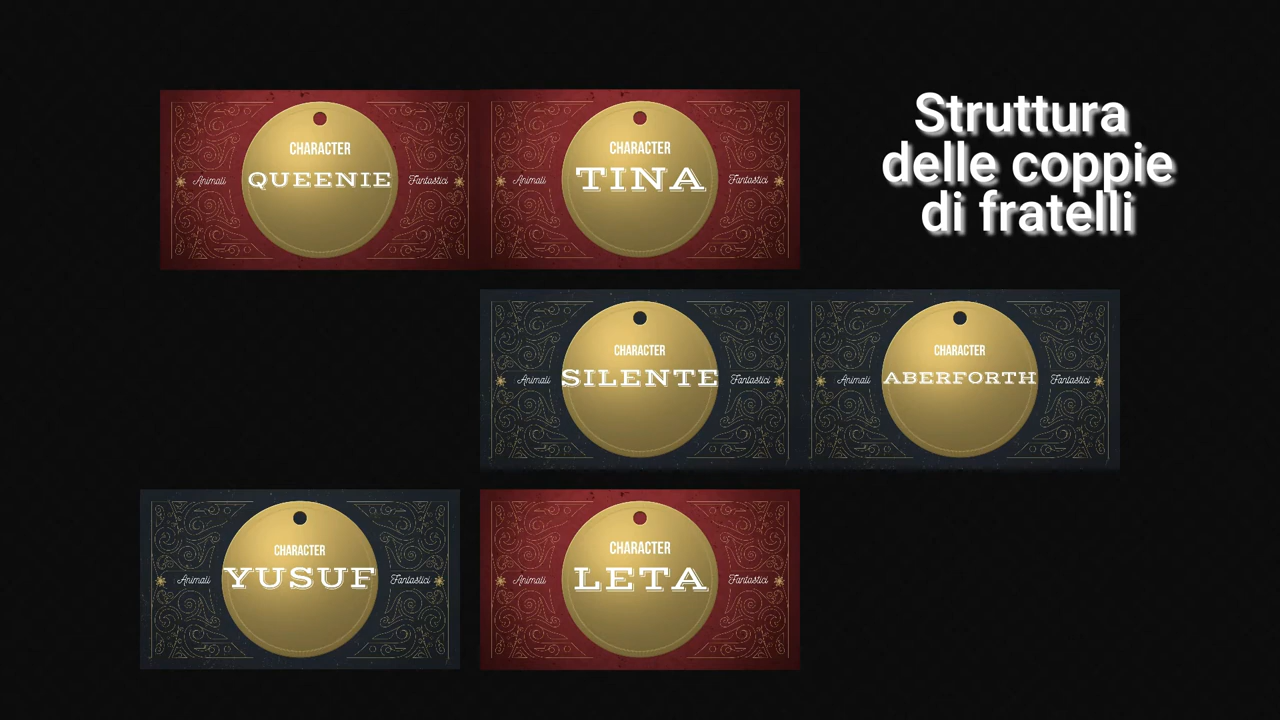 CHARACTER
QUEENIE
Animali
Fantastici
CHARACTER
TINA
Animali
Fantastici
Struttura
delle coppie
di fratelli
CHARACTER
SILENTE
Animali
Fantastici
CHARACTER
ABERFORTH
Animali
Fantastici
CHARACTER
YUSUF
Animali
Fantastici
CHARACTER
LETA
Animali
Fantastici